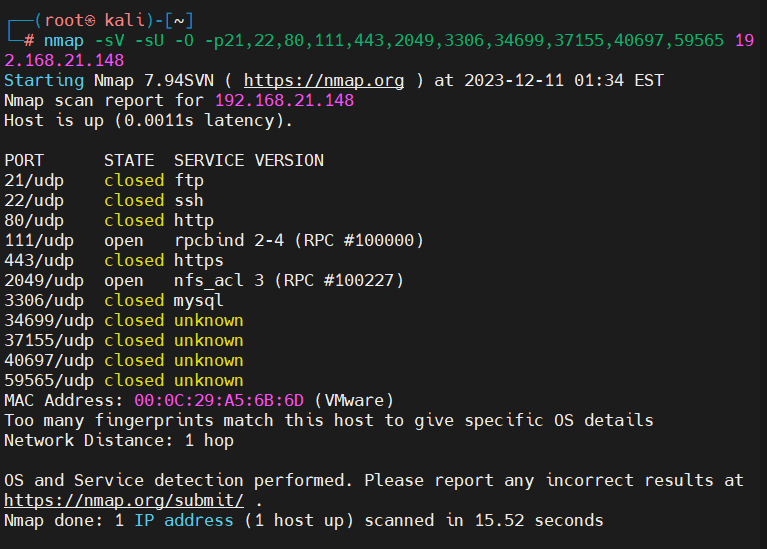 ┌──(root㉿ kali)-[~]
└─# nmap -sV -sU -O -p21,22,80,111,443,2049,3306,34699,37155,40697,59565 19
2.168.21.148
Starting Nmap 7.94SVN ( https://nmap.org ) at 2023-12-11 01:34 EST
Nmap scan report for 192.168.21.148
Host is up (0.0011s latency).

PORT      STATE  SERVICE VERSION
21/udp    closed ftp
22/udp    closed ssh
80/udp    closed http
111/udp   open   rpcbind 2-4 (RPC #100000)
443/udp   closed https
2049/udp  open   nfs_acl 3 (RPC #100227)
3306/udp  closed mysql
34699/udp closed unknown
37155/udp closed unknown
40697/udp closed unknown
59565/udp closed unknown
MAC Address: 00:0C:29:A5:6B:6D (VMware)
Too many fingerprints match this host to give specific OS details
Network Distance: 1 hop

OS and Service detection performed. Please report any incorrect results at
https://nmap.org/submit/ .
Nmap done: 1 IP address (1 host up) scanned in 15.52 seconds